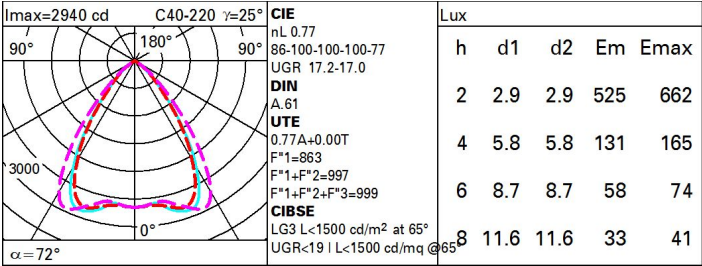 Imax=2940 cd C40-220 γ=25°
90° 180° 90°
3000
0°
α=72°
CIE
nL 0.77
86-100-100-100-77
UGR 17.2-17.0
DIN
A.61
UTE
0.77A+0.00T
F"1=863
F"1+F"2=997
F"1+F"2+F"3=999
CIBSE
LG3 L<1500 cd/m² at 65°
UGR<19 | L<1500 cd/mq @65°
Lux
h d1 d2 Em Emax
2 2.9 2.9 525 662
4 5.8 5.8 131 165
6 8.7 8.7 58 74
8 11.6 11.6 33 41